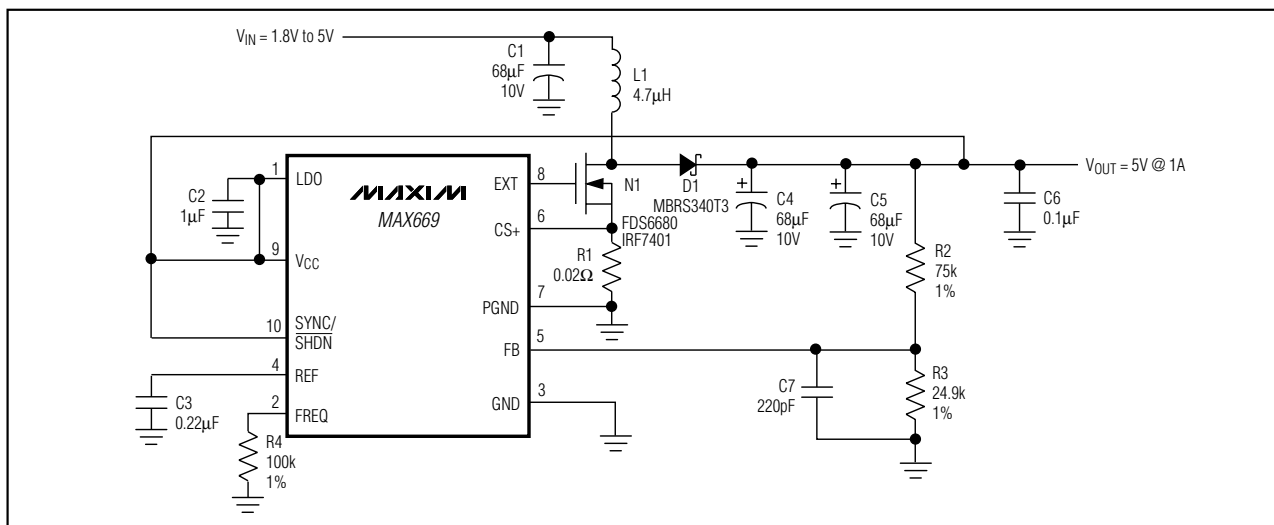 V_IN = 1.8V to 5V
C1
68µF
10V
L1
4.7µH
V_OUT = 5V @ 1A
1
LDO
C2
1µF
MAXIM
MAX669
EXT
8
N1
D1
MBRS340T3
FDS6680
IRF7401
+
C4
68µF
10V
+
C5
68µF
10V
C6
0.1µF
CS+
6
R1
0.02Ω
9
V_CC
R2
75k
1%
PGND
7
10
SYNC/
SHDN
FB
5
4
REF
C3
0.22µF
2
FREQ
R4
100k
1%
GND
3
C7
220pF
R3
24.9k
1%